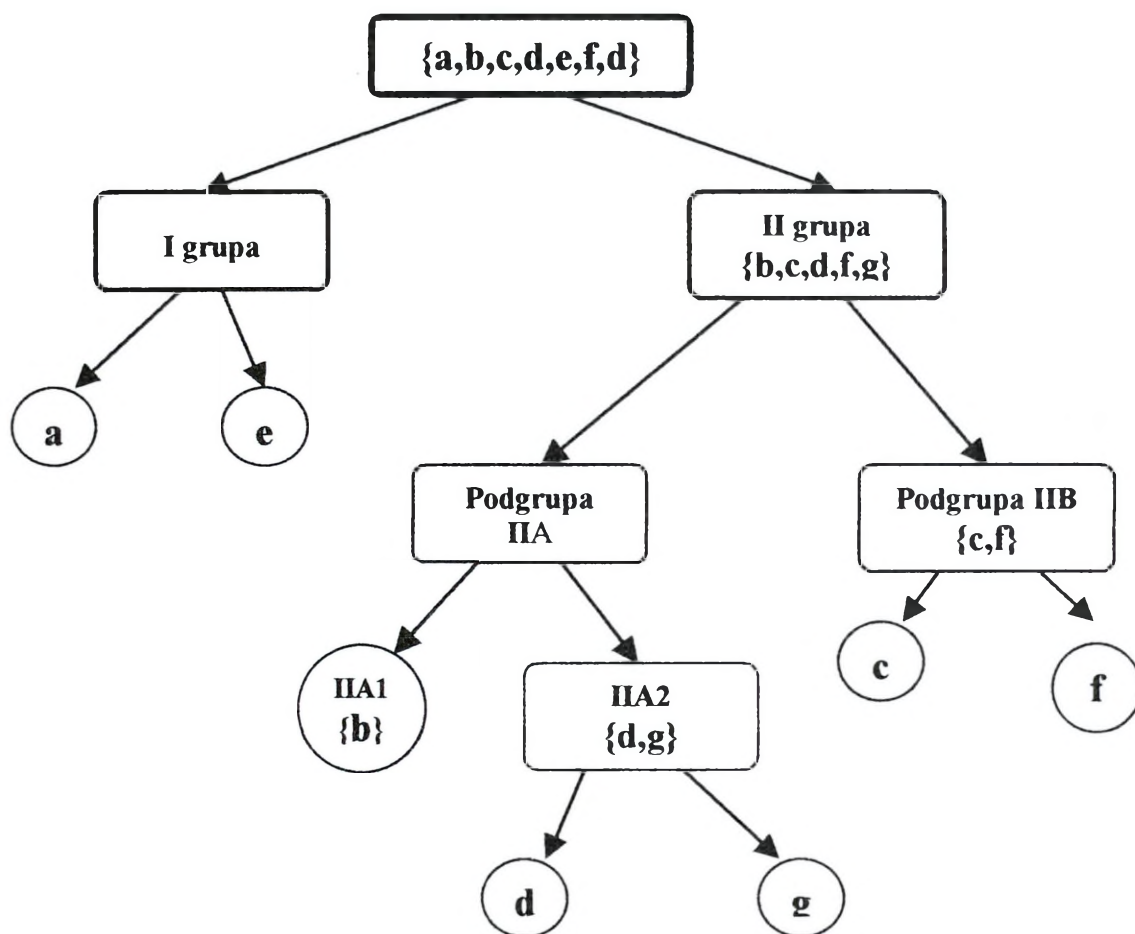 {a,b,c,d,e,f,d}
I grupa
II grupa
{b,c,d,f,g}
a
e
Podgrupa
IIA
Podgrupa IIB
{c,f}
IIA1
{b}
IIA2
{d,g}
c
f
d
g